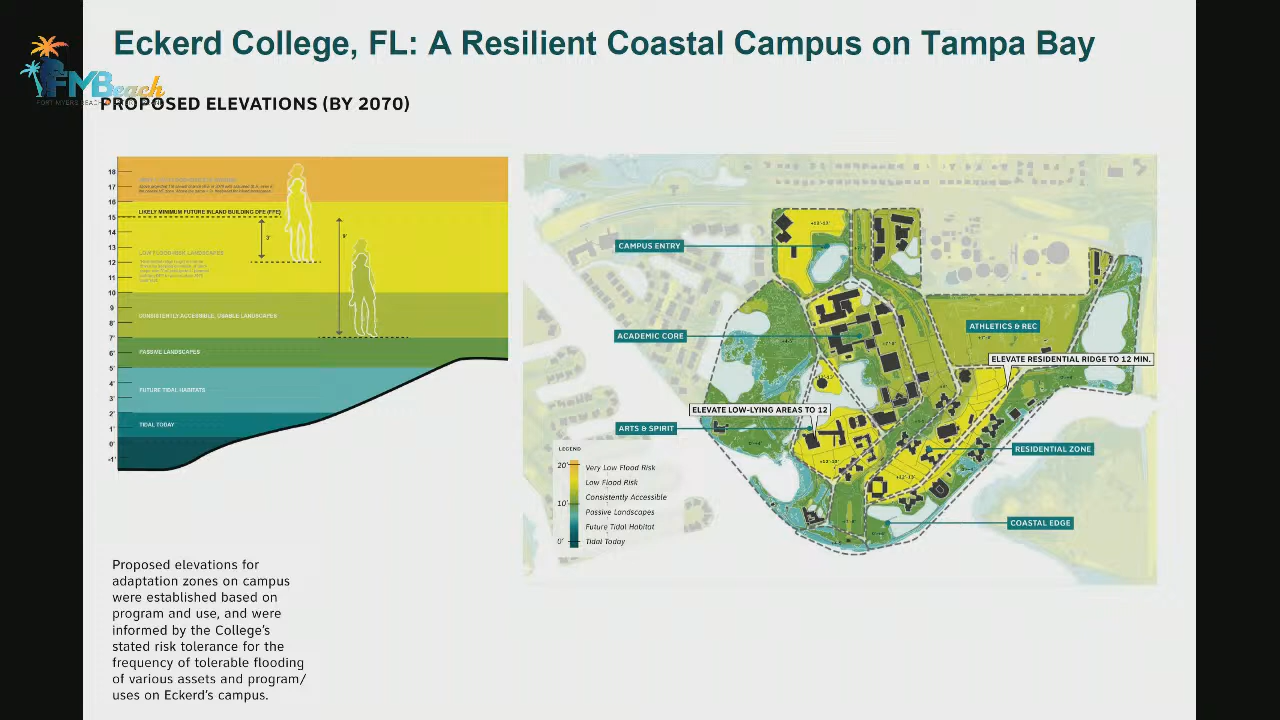 Eckerd College, FL: A Resilient Coastal Campus on Tampa Bay
FMBeach
PROPOSED ELEVATIONS (BY 2070)
18
17
16
15
14
13
12
10
9
8'
7'
6'
5'
4'
3'
2'
1'
0'
-1'
LIKELY MINIMUM FUTURE INLAND BUILDING DFE (FFE)
3'
8'
LOW FLOOD RISK LANDSCAPES
CONSISTENTLY ACCESSIBLE, USABLE LANDSCAPES
PASSIVE LANDSCAPES
FUTURE TIDAL HABITATS
TIDAL TODAY
CAMPUS ENTRY
ACADEMIC CORE
ATHLETICS & REC
ELEVATE RESIDENTIAL RIDGE TO 12 MIN.
ELEVATE LOW-LYING AREAS TO 12
ARTS & SPIRIT
RESIDENTIAL ZONE
COASTAL EDGE
LEGEND
20'
10'
0'
Very Low Flood Risk
Low Flood Risk
Consistently Accessible
Passive Landscapes
Future Tidal Habitat
Tidal Today
Proposed elevations for
adaptation zones on campus
were established based on
program and use, and were
informed by the College's
stated risk tolerance for the
frequency of tolerable flooding
of various assets and program/
uses on Eckerd's campus.